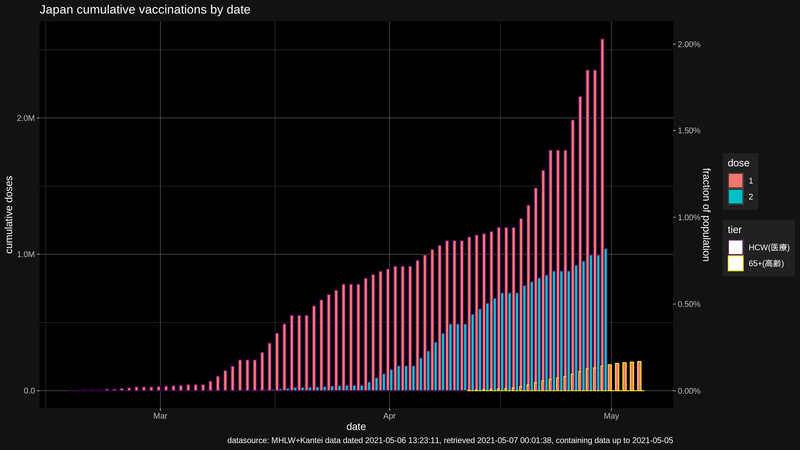 Japan cumulative vaccinations by date
cumulative doses
2.0M
1.0M
0.0
2.00%
1.50%
1.00%
0.50%
0.00%
fraction of population
Mar
Apr
May
date
dose
1
2
tier
HCW(医療)
65+(高齢)
datasource: MHLW+Kantei data dated 2021-05-06 13:23:11, retrieved 2021-05-07 00:01:38, containing data up to 2021-05-05